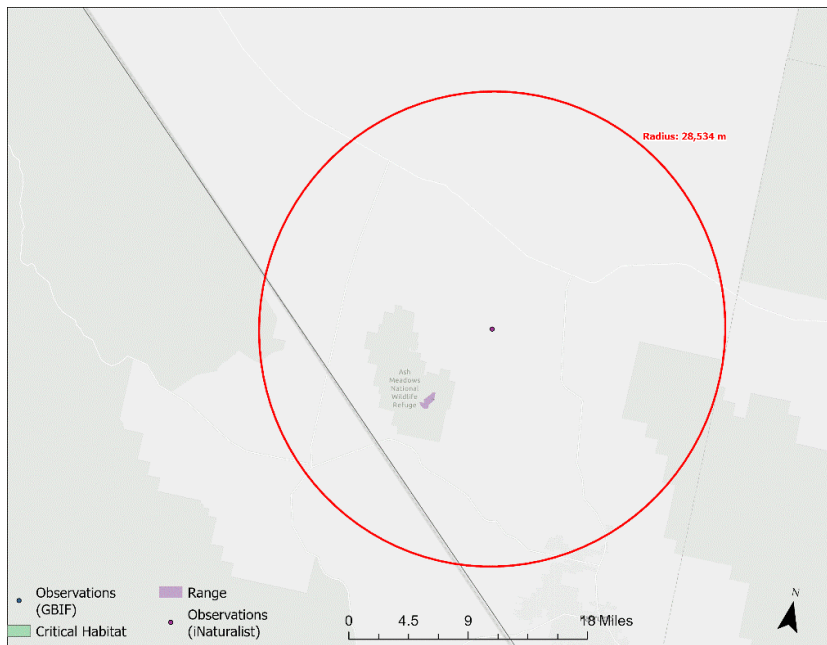 Radius: 28,534 m
Ash
Meadows
National
Wildlife
Refuge
Observations
(GBIF)
Critical Habitat
Range
Observations
(iNaturalist)
0 4.5 9 18 Miles
N